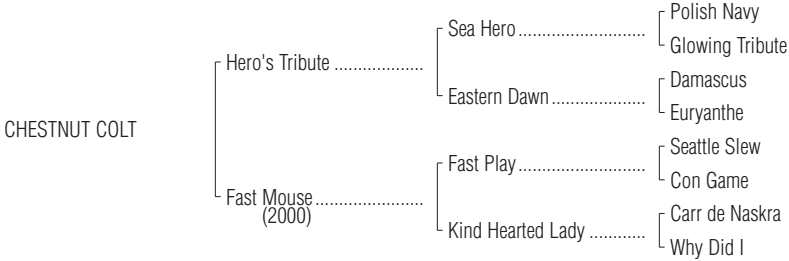 Polish Navy
Sea Hero
Glowing Tribute
Hero's Tribute
Damascus
Eastern Dawn
Euryanthe
CHESTNUT COLT
Seattle Slew
Fast Play
Con Game
Fast Mouse
(2000)
Carr de Naskra
Kind Hearted Lady
Why Did I